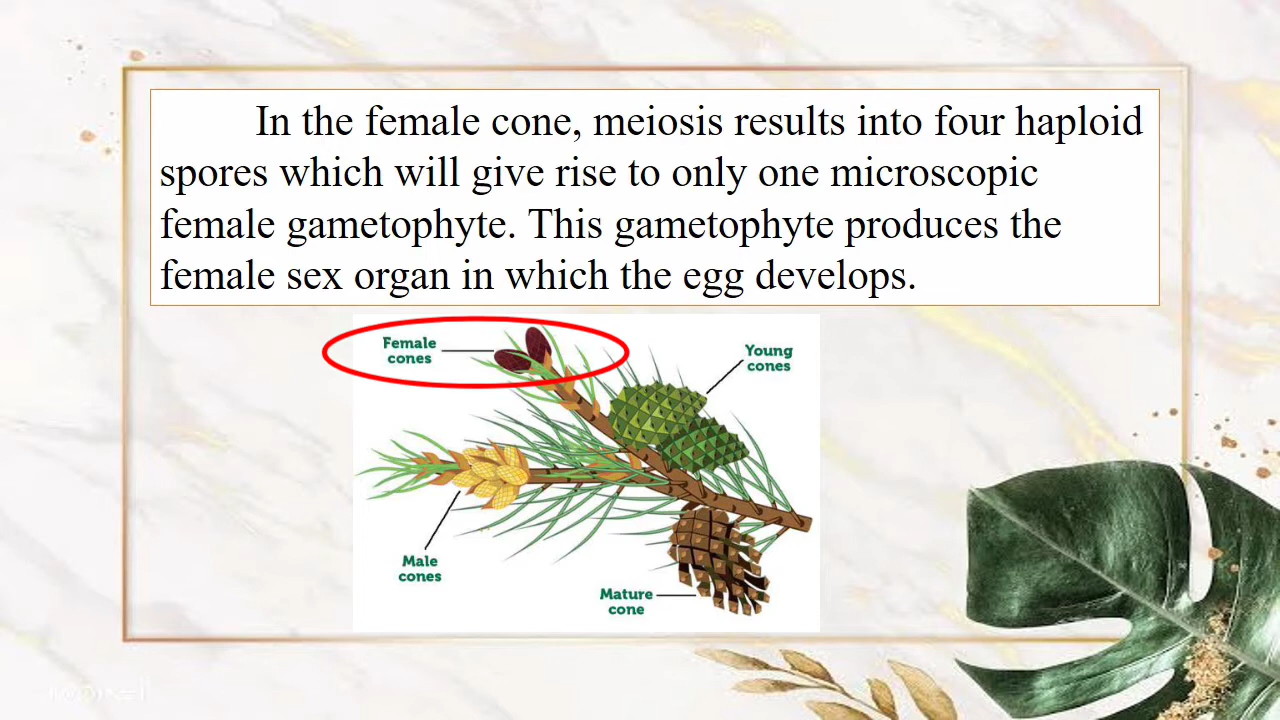 In the female cone, meiosis results into four haploid
spores which will give rise to only one microscopic
female gametophyte. This gametophyte produces the
female sex organ in which the egg develops.
Female
cones
Young
cones
Male
cones
Mature
cone